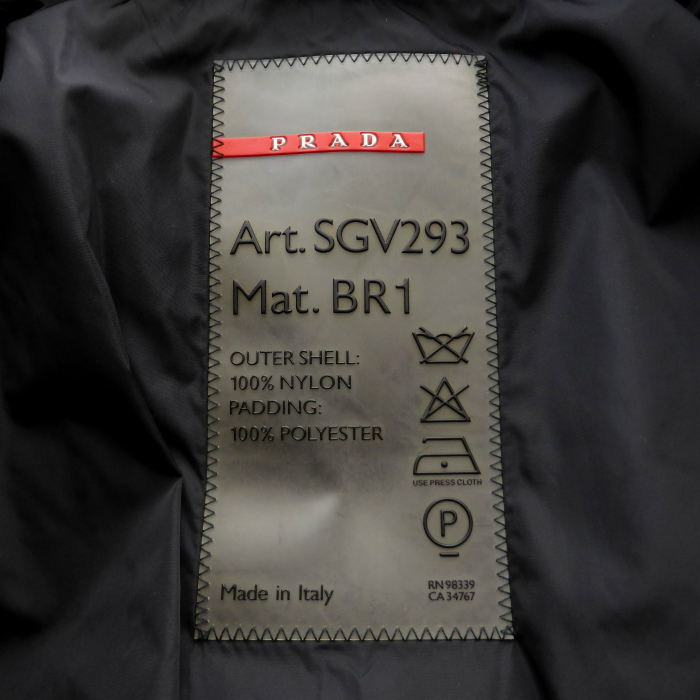 PRADA
Art. SGV293
Mat. BR1
OUTER SHELL:
100% NYLON
PADDING:
100% POLYESTER
USE PRESS CLOTH
P
Made in Italy
RN 98339
CA 34767